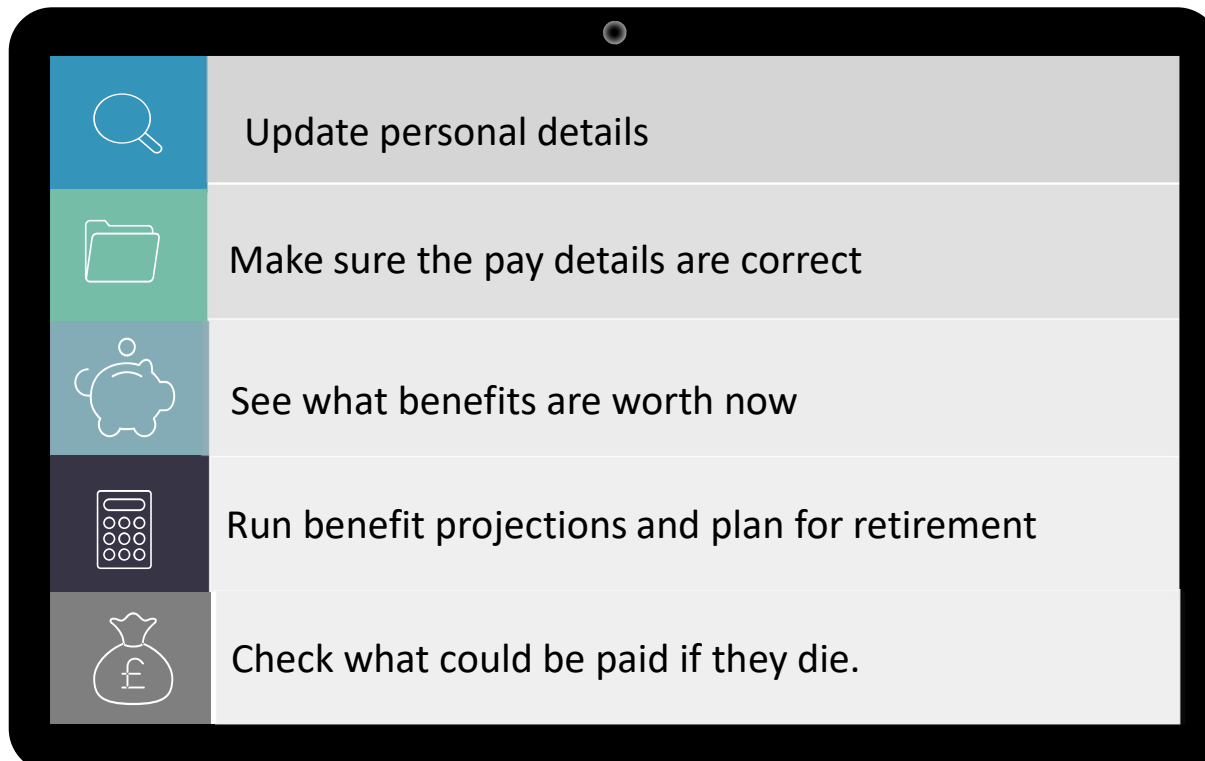 Update personal details
Make sure the pay details are correct
See what benefits are worth now
Run benefit projections and plan for retirement
£
Check what could be paid if they die.